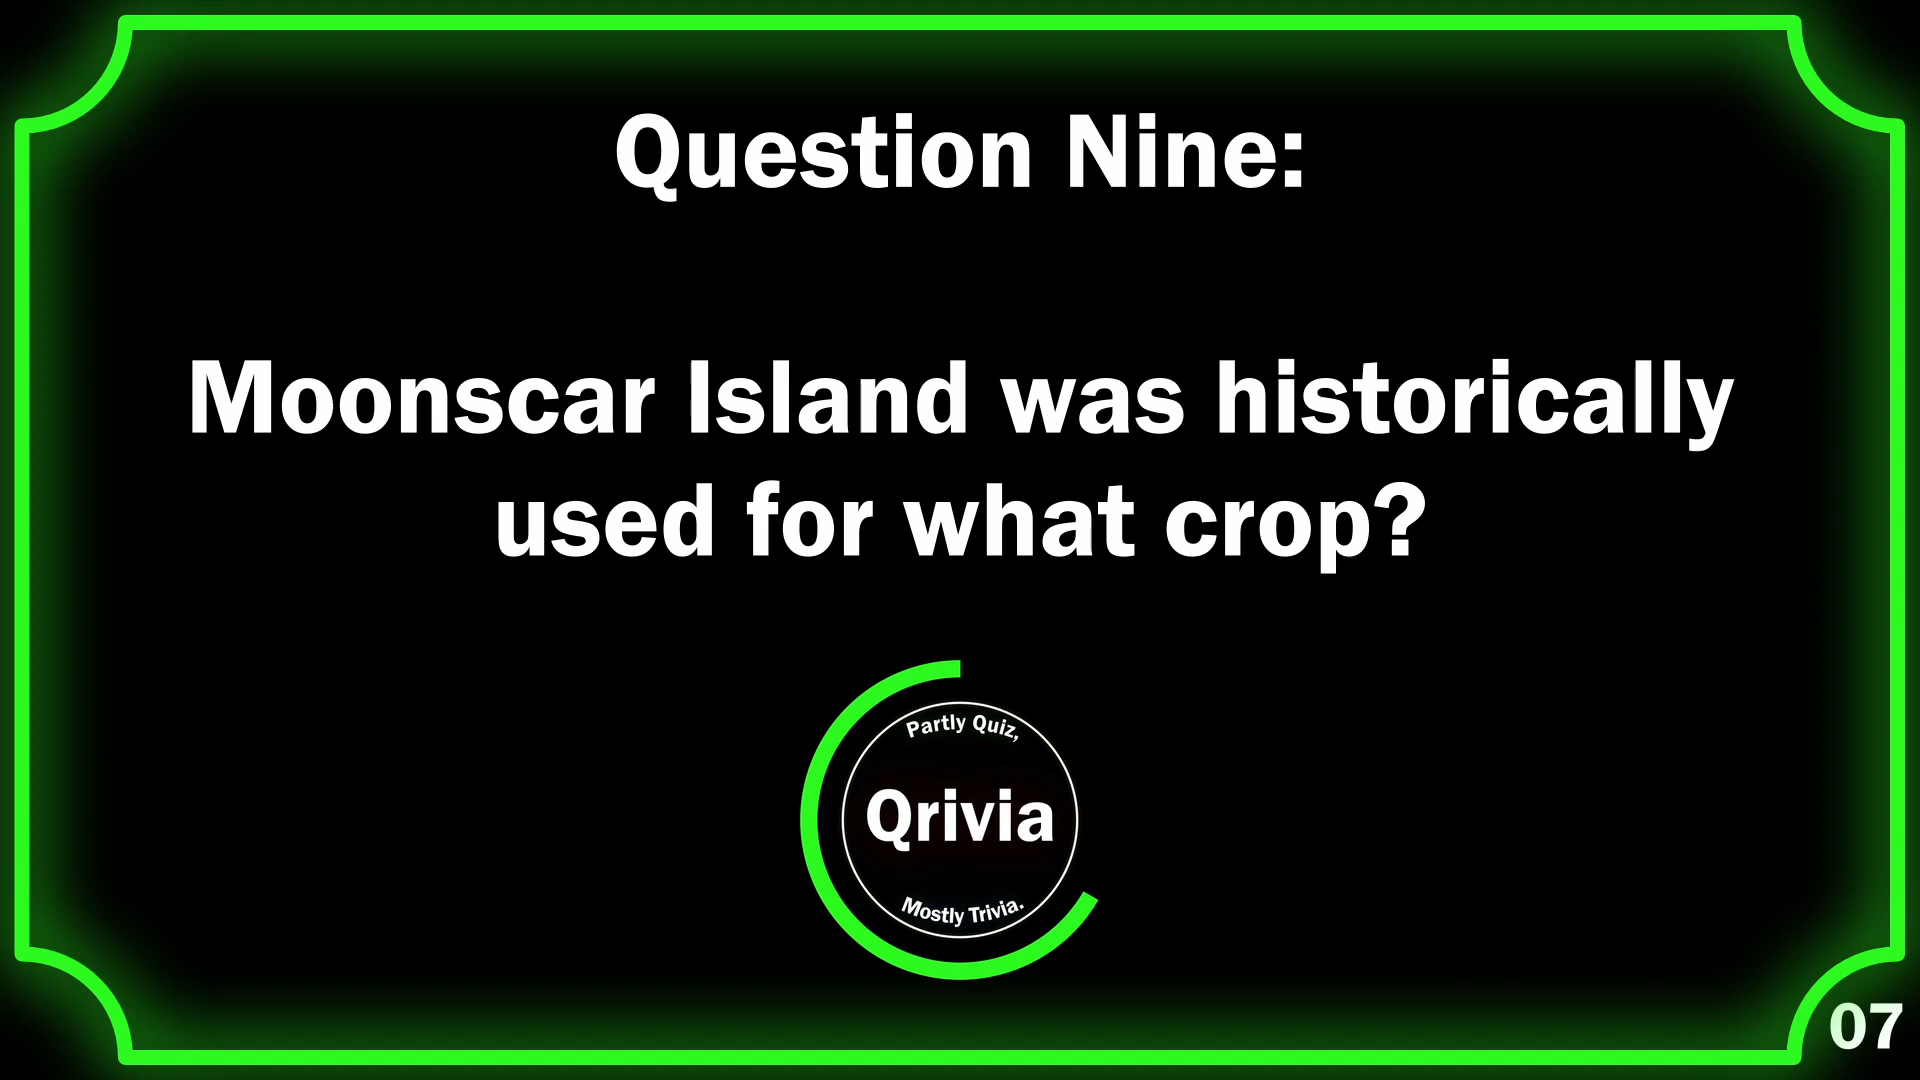 Question Nine:
Moonscar Island was historically
used for what crop?
Partly Quiz,
Qrivia
Mostly Trivia.
07